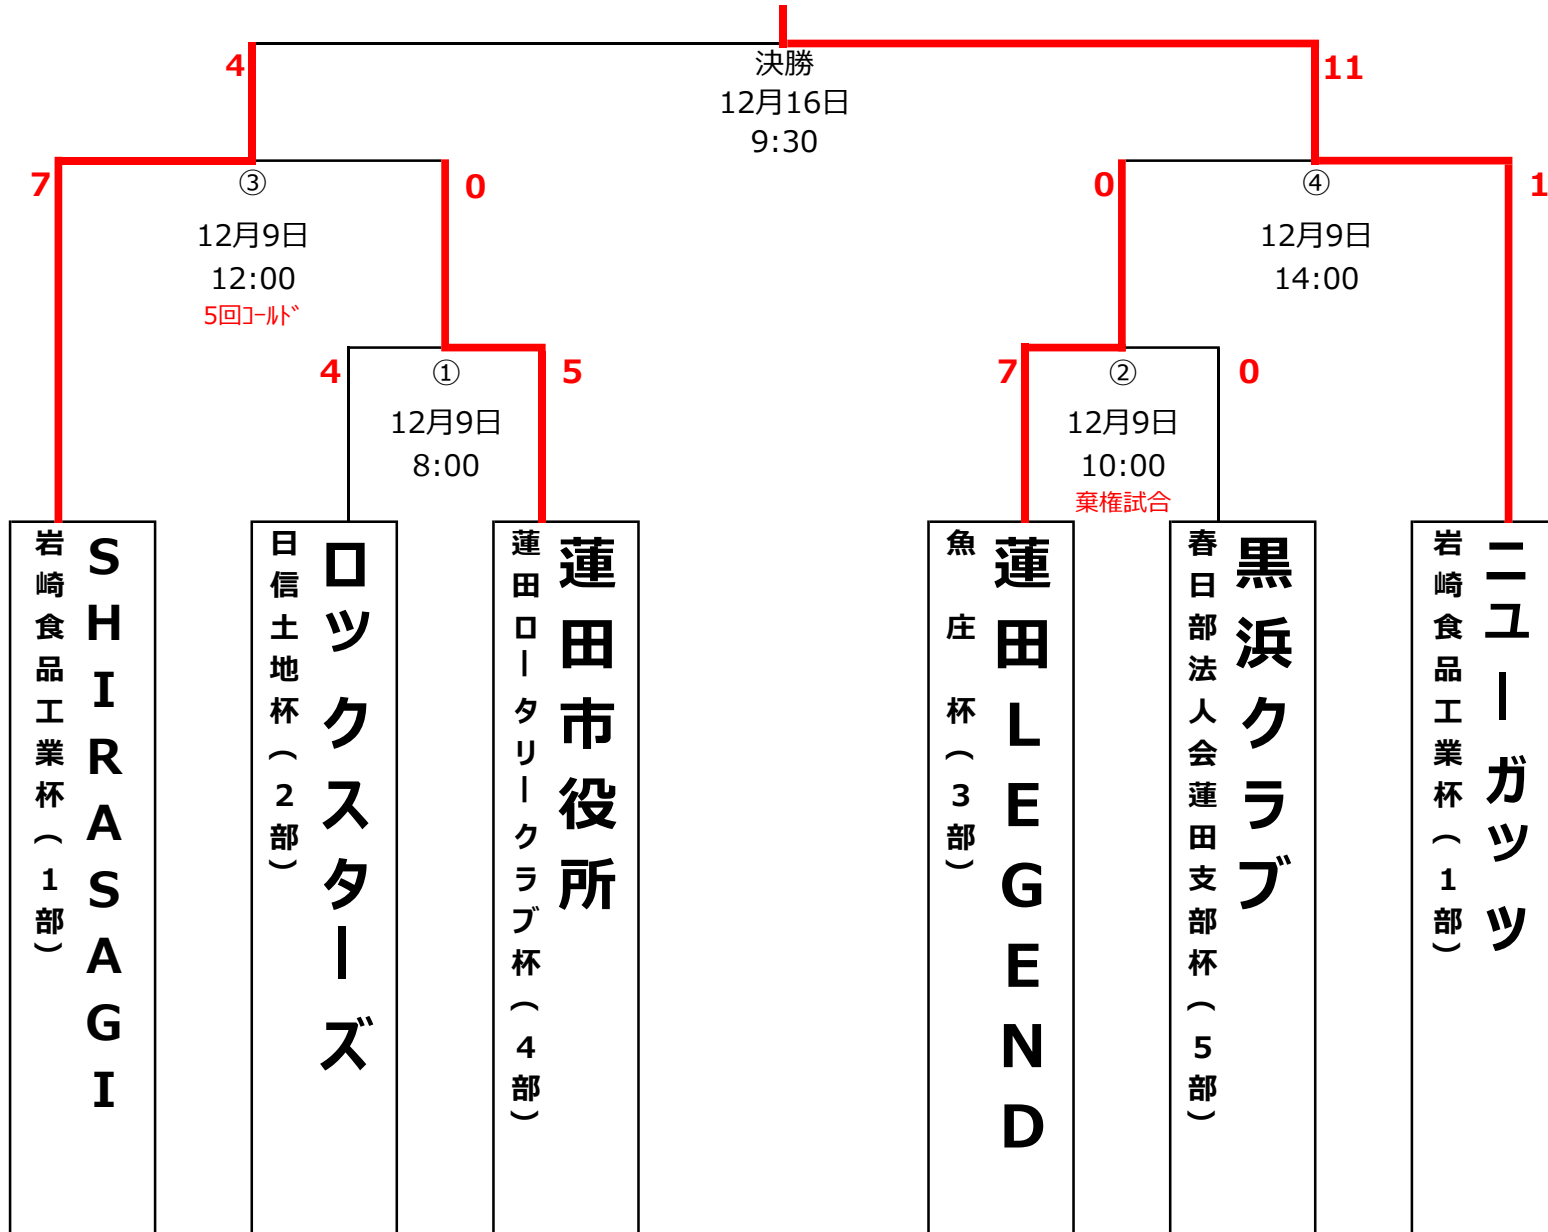 4
決勝
11
12月16日
9:30
7
③
0
0
④
1
12月9日
12:00
5回コールド
12月9日
14:00
4
①
5
7
②
0
12月9日
8:00
12月9日
10:00
棄権試合
岩崎食品工業杯（1部）
SHIRASAGI
日信土地杯（2部）
ロックスターズ
蓮田ロータリークラブ杯（4部）
蓮田市役所
魚庄杯（3部）
蓮田LEGEND
春日部法人会蓮田支部杯（5部）
黒浜クラブ
岩崎食品工業杯（1部）
ニューガッツ